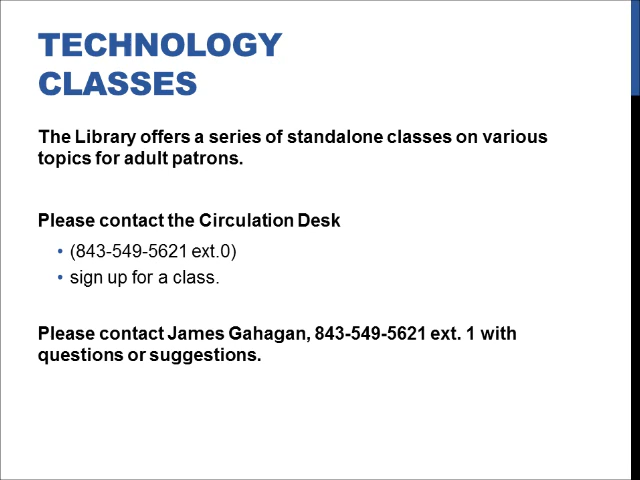 TECHNOLOGY
CLASSES
The Library offers a series of standalone classes on various
topics for adult patrons.
Please contact the Circulation Desk
• (843-549-5621 ext.0)
• sign up for a class.
Please contact James Gahagan, 843-549-5621 ext. 1 with
questions or suggestions.